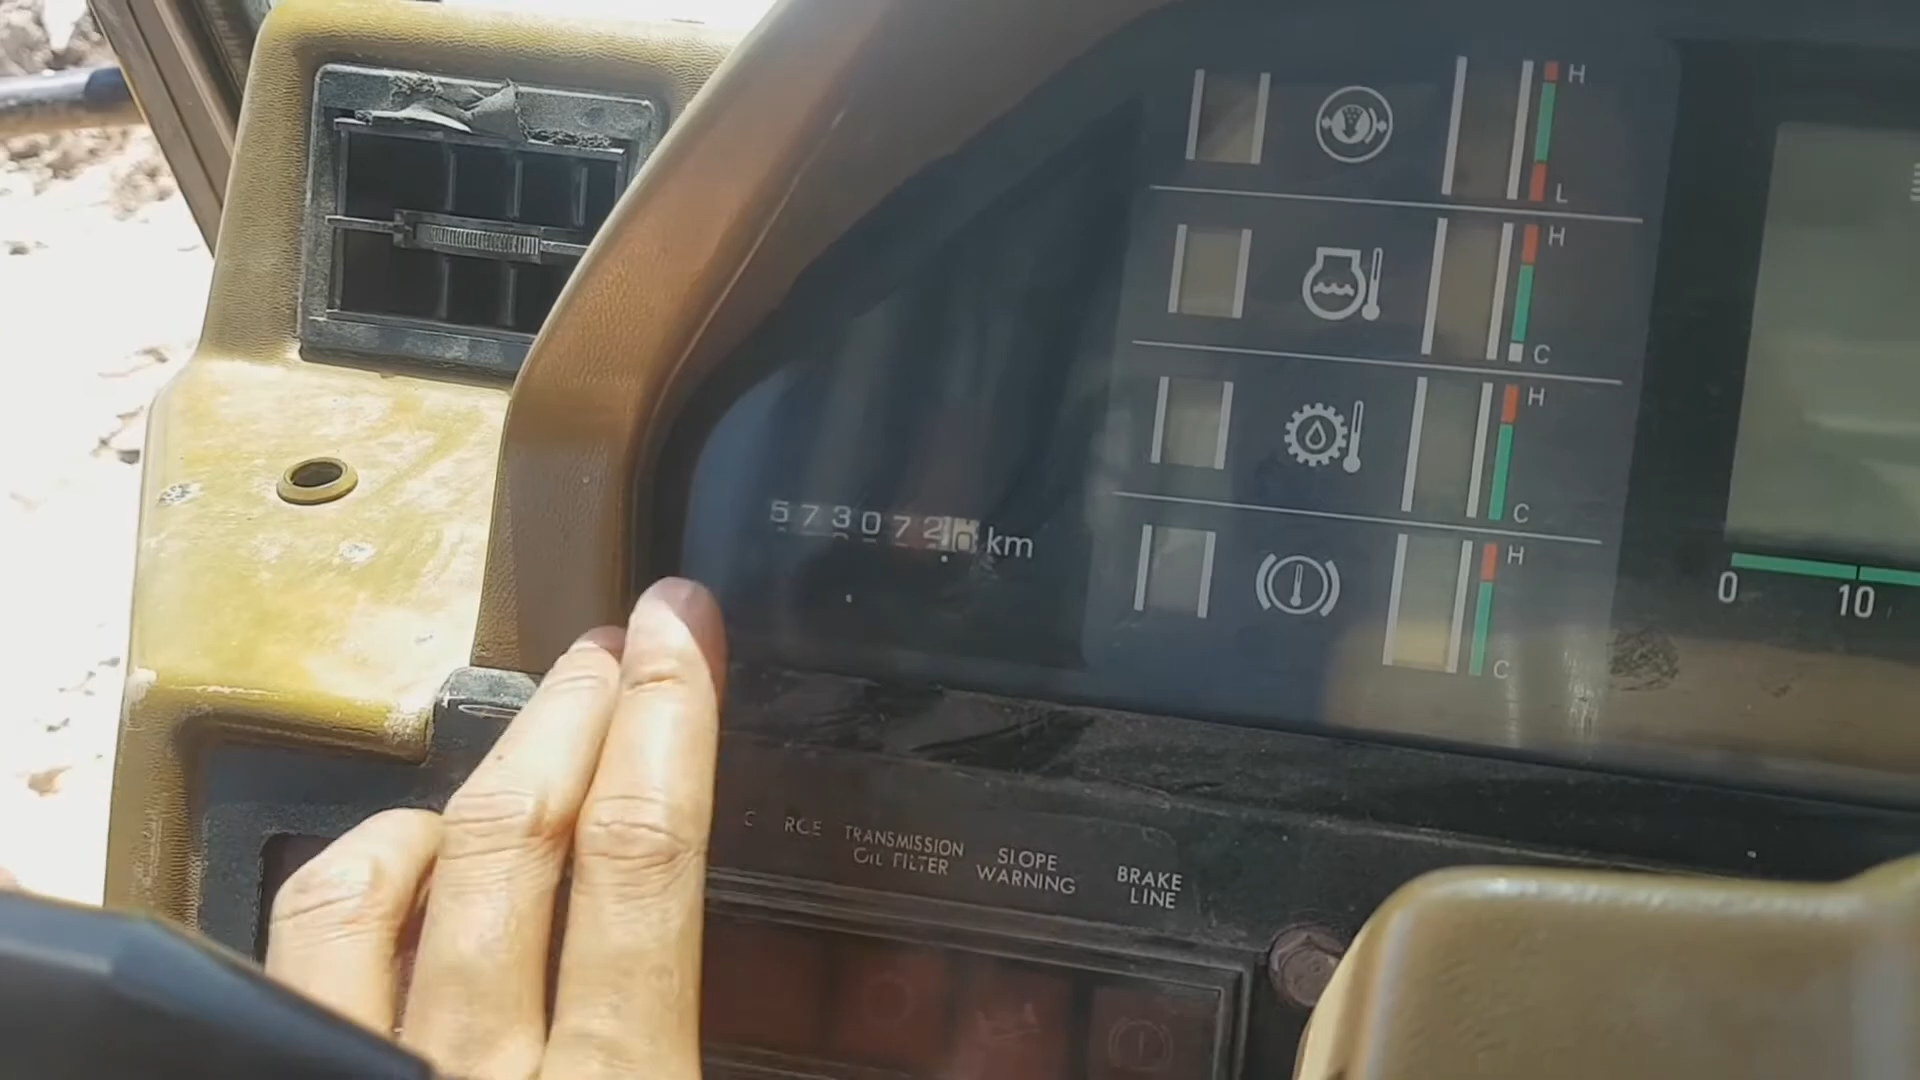 573072 km
H
L
H
C
H
C
H
C
0 10
TRANSMISSION
OIL FILTER
SLOPE
WARNING
BRAKE
LINE